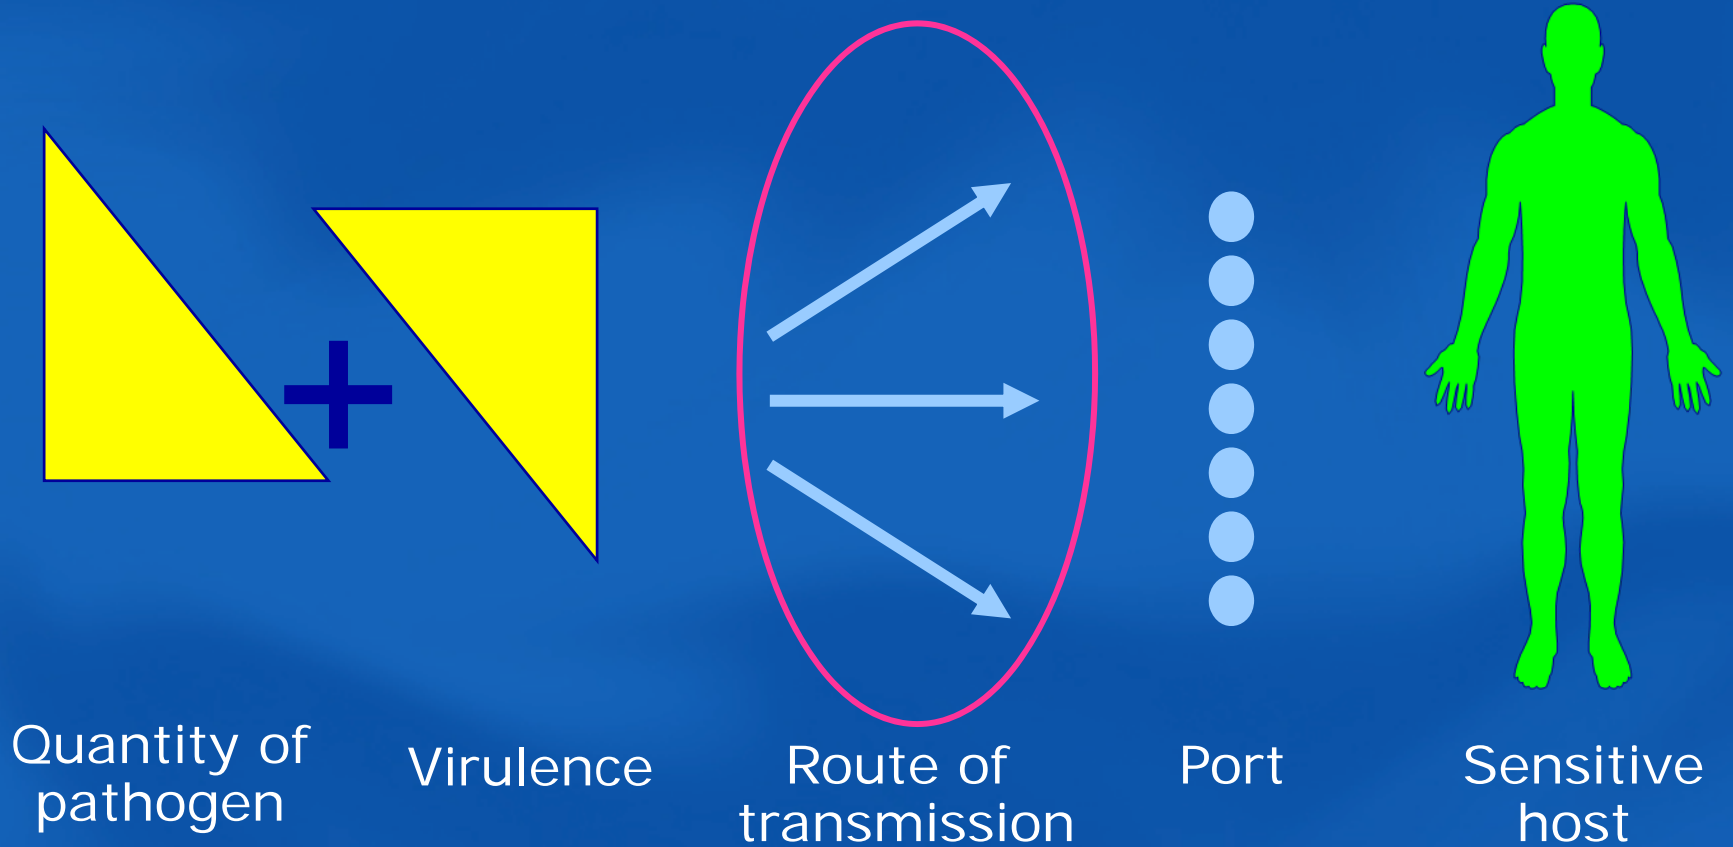 Quantity of
pathogen
Virulence
Route of
transmission
Port
Sensitive
host